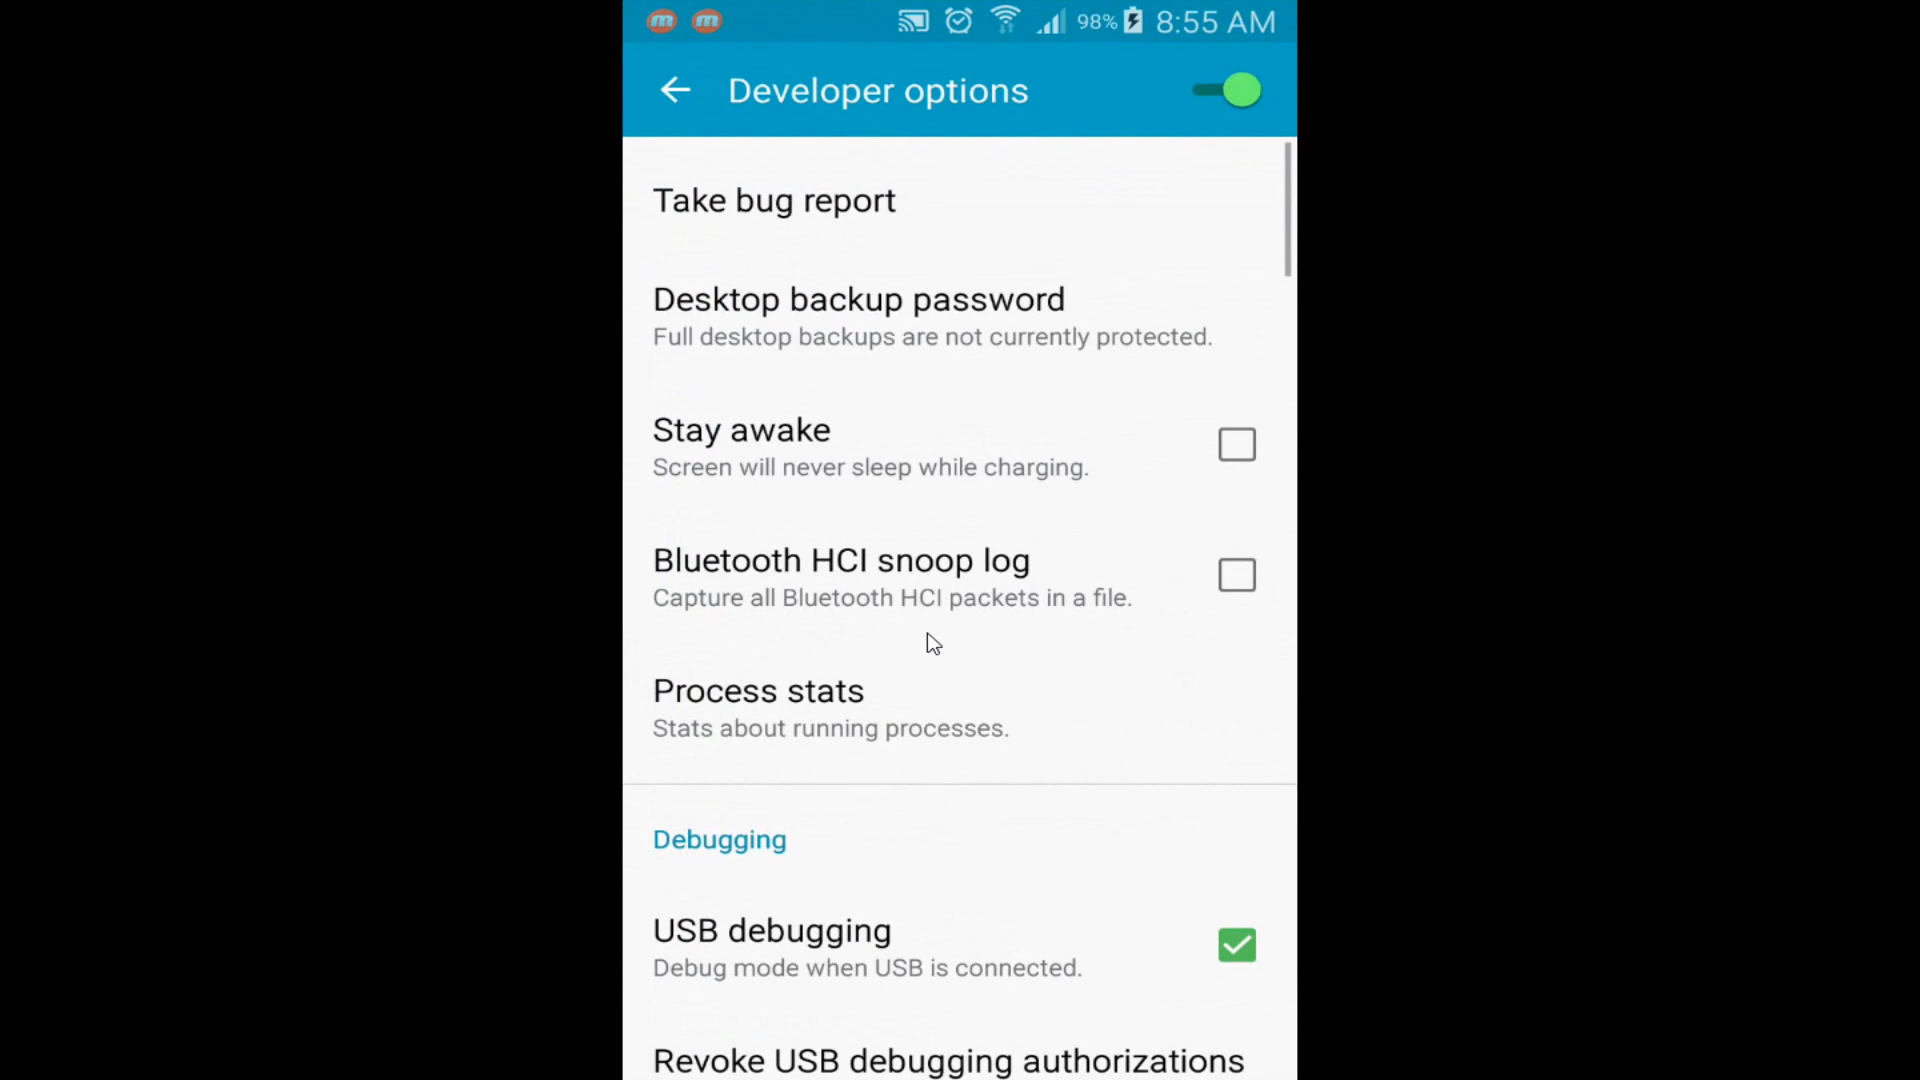 98% 8:55 AM
Developer options
Take bug report
Desktop backup password
Full desktop backups are not currently protected.
Stay awake
Screen will never sleep while charging.
Bluetooth HCI snoop log
Capture all Bluetooth HCI packets in a file.
Process stats
Stats about running processes.
Debugging
USB debugging
Debug mode when USB is connected.
Revoke USB debugging authorizations